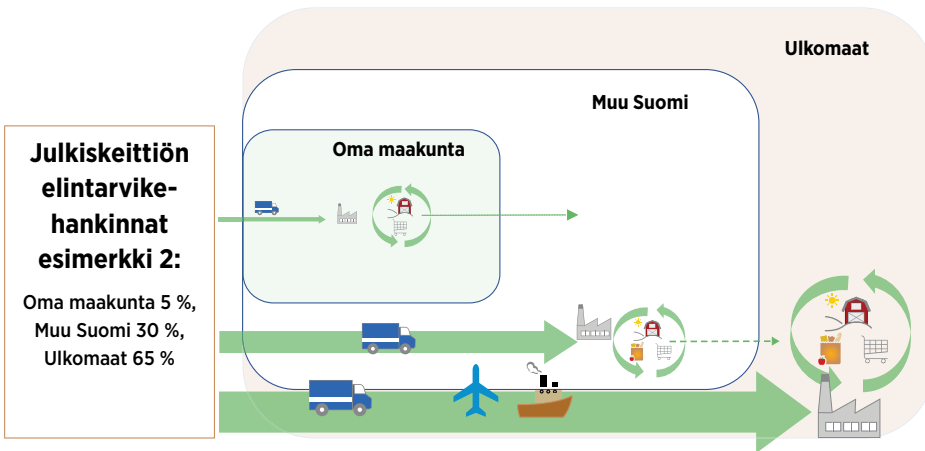 Julkiskeittiön
elintarvike-
hankinnat
esimerkki 2:
Oma maakunta 5 %,
Muu Suomi 30 %,
Ulkomaat 65 %
Ulkomaat
Muu Suomi
Oma maakunta